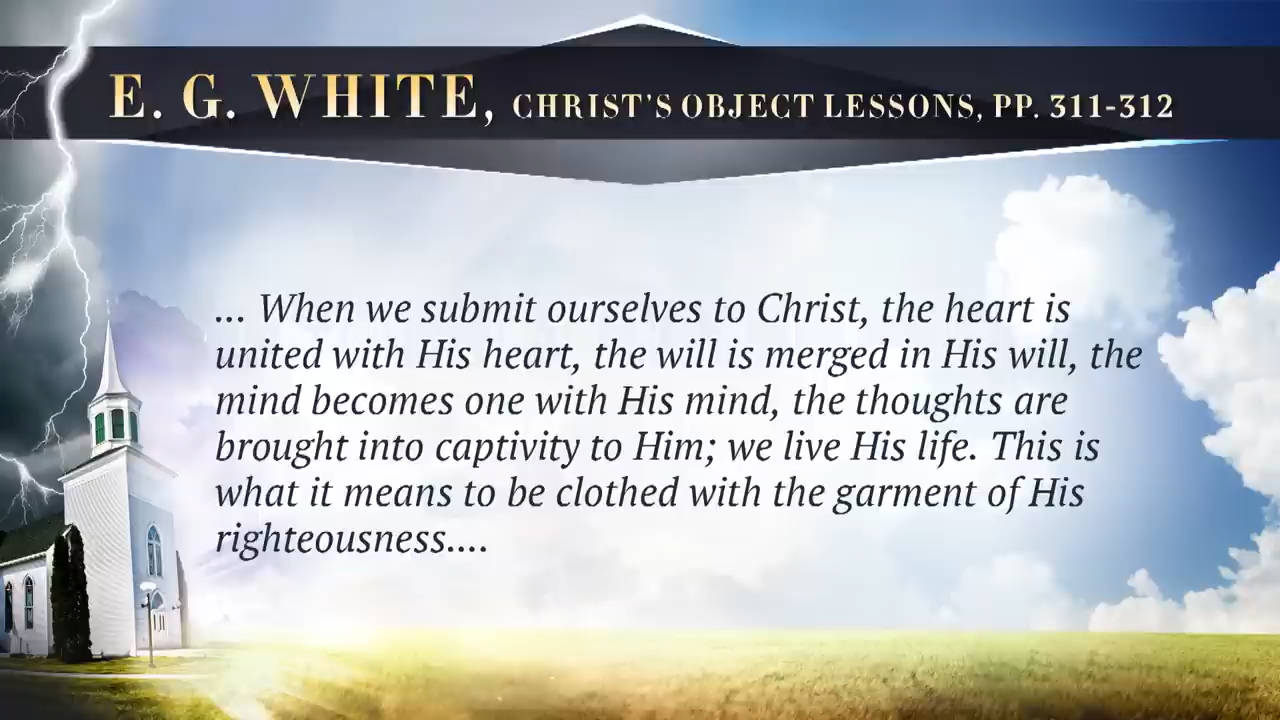 E. G. WHITE, CHRIST'S OBJECT LESSONS, PP. 311-312
... When we submit ourselves to Christ, the heart is
united with His heart, the will is merged in His will, the
mind becomes one with His mind, the thoughts are
brought into captivity to Him; we live His life. This is
what it means to be clothed with the garment of His
righteousness....